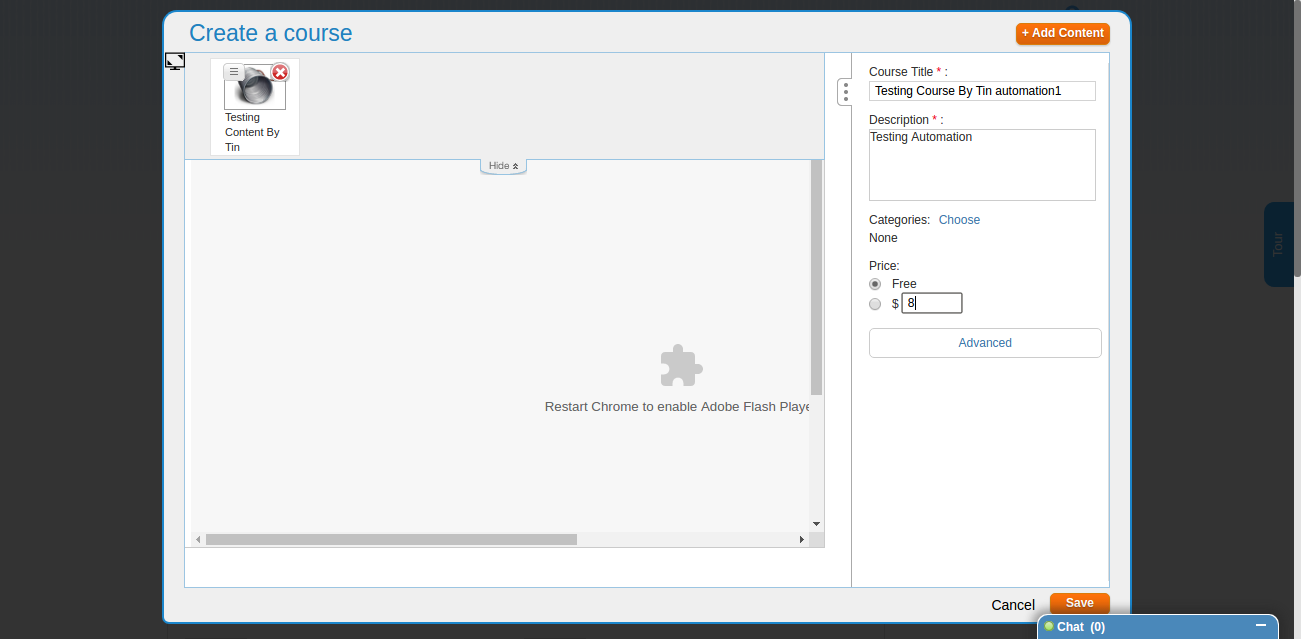 Create a course
+ Add Content
Testing
Content By
Tin
Hide
Restart Chrome to enable Adobe Flash Playe
Course Title * :
Testing Course By Tin automation1
Description * :
Testing Automation
Categories: Choose
None
Price:
Free
$ 8
Advanced
Tour
Cancel
Save
Chat (0)